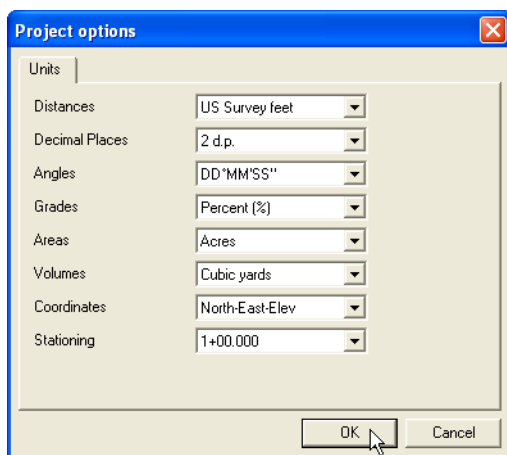 Project options
Units
Distances US Survey feet
Decimal Places 2 d.p.
Angles DD°MM'SS"
Grades Percent (%)
Areas Acres
Volumes Cubic yards
Coordinates North-East-Elev
Stationing 1+00.000
OK Cancel